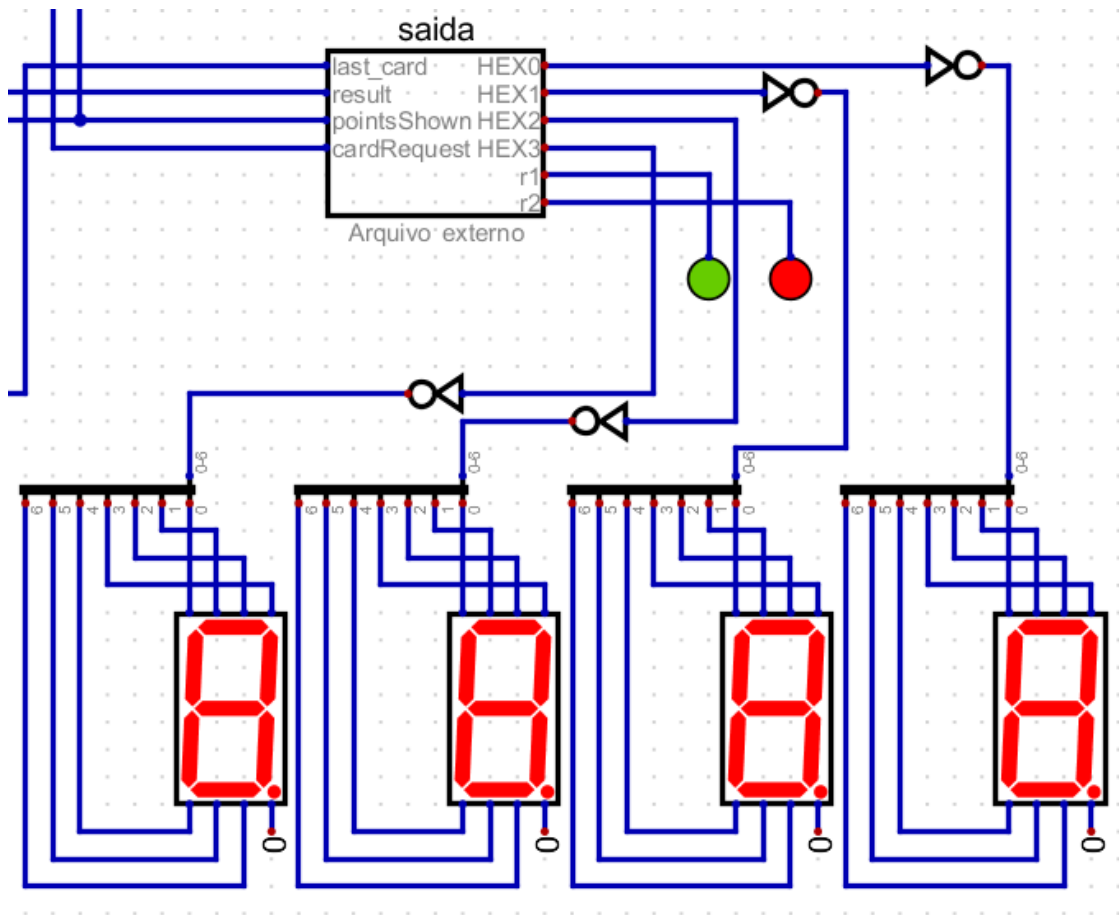 saida
last_card HEX0
result HEX1
pointsShown HEX2
cardRequest HEX3
r1
r2
Arquivo externo
0-6 0-6 0-6 0-6
6 5 4 3 2 1 0 6 5 4 3 2 1 0 6 5 4 3 2 1 0 6 5 4 3 2 1 0
0 0 0 0